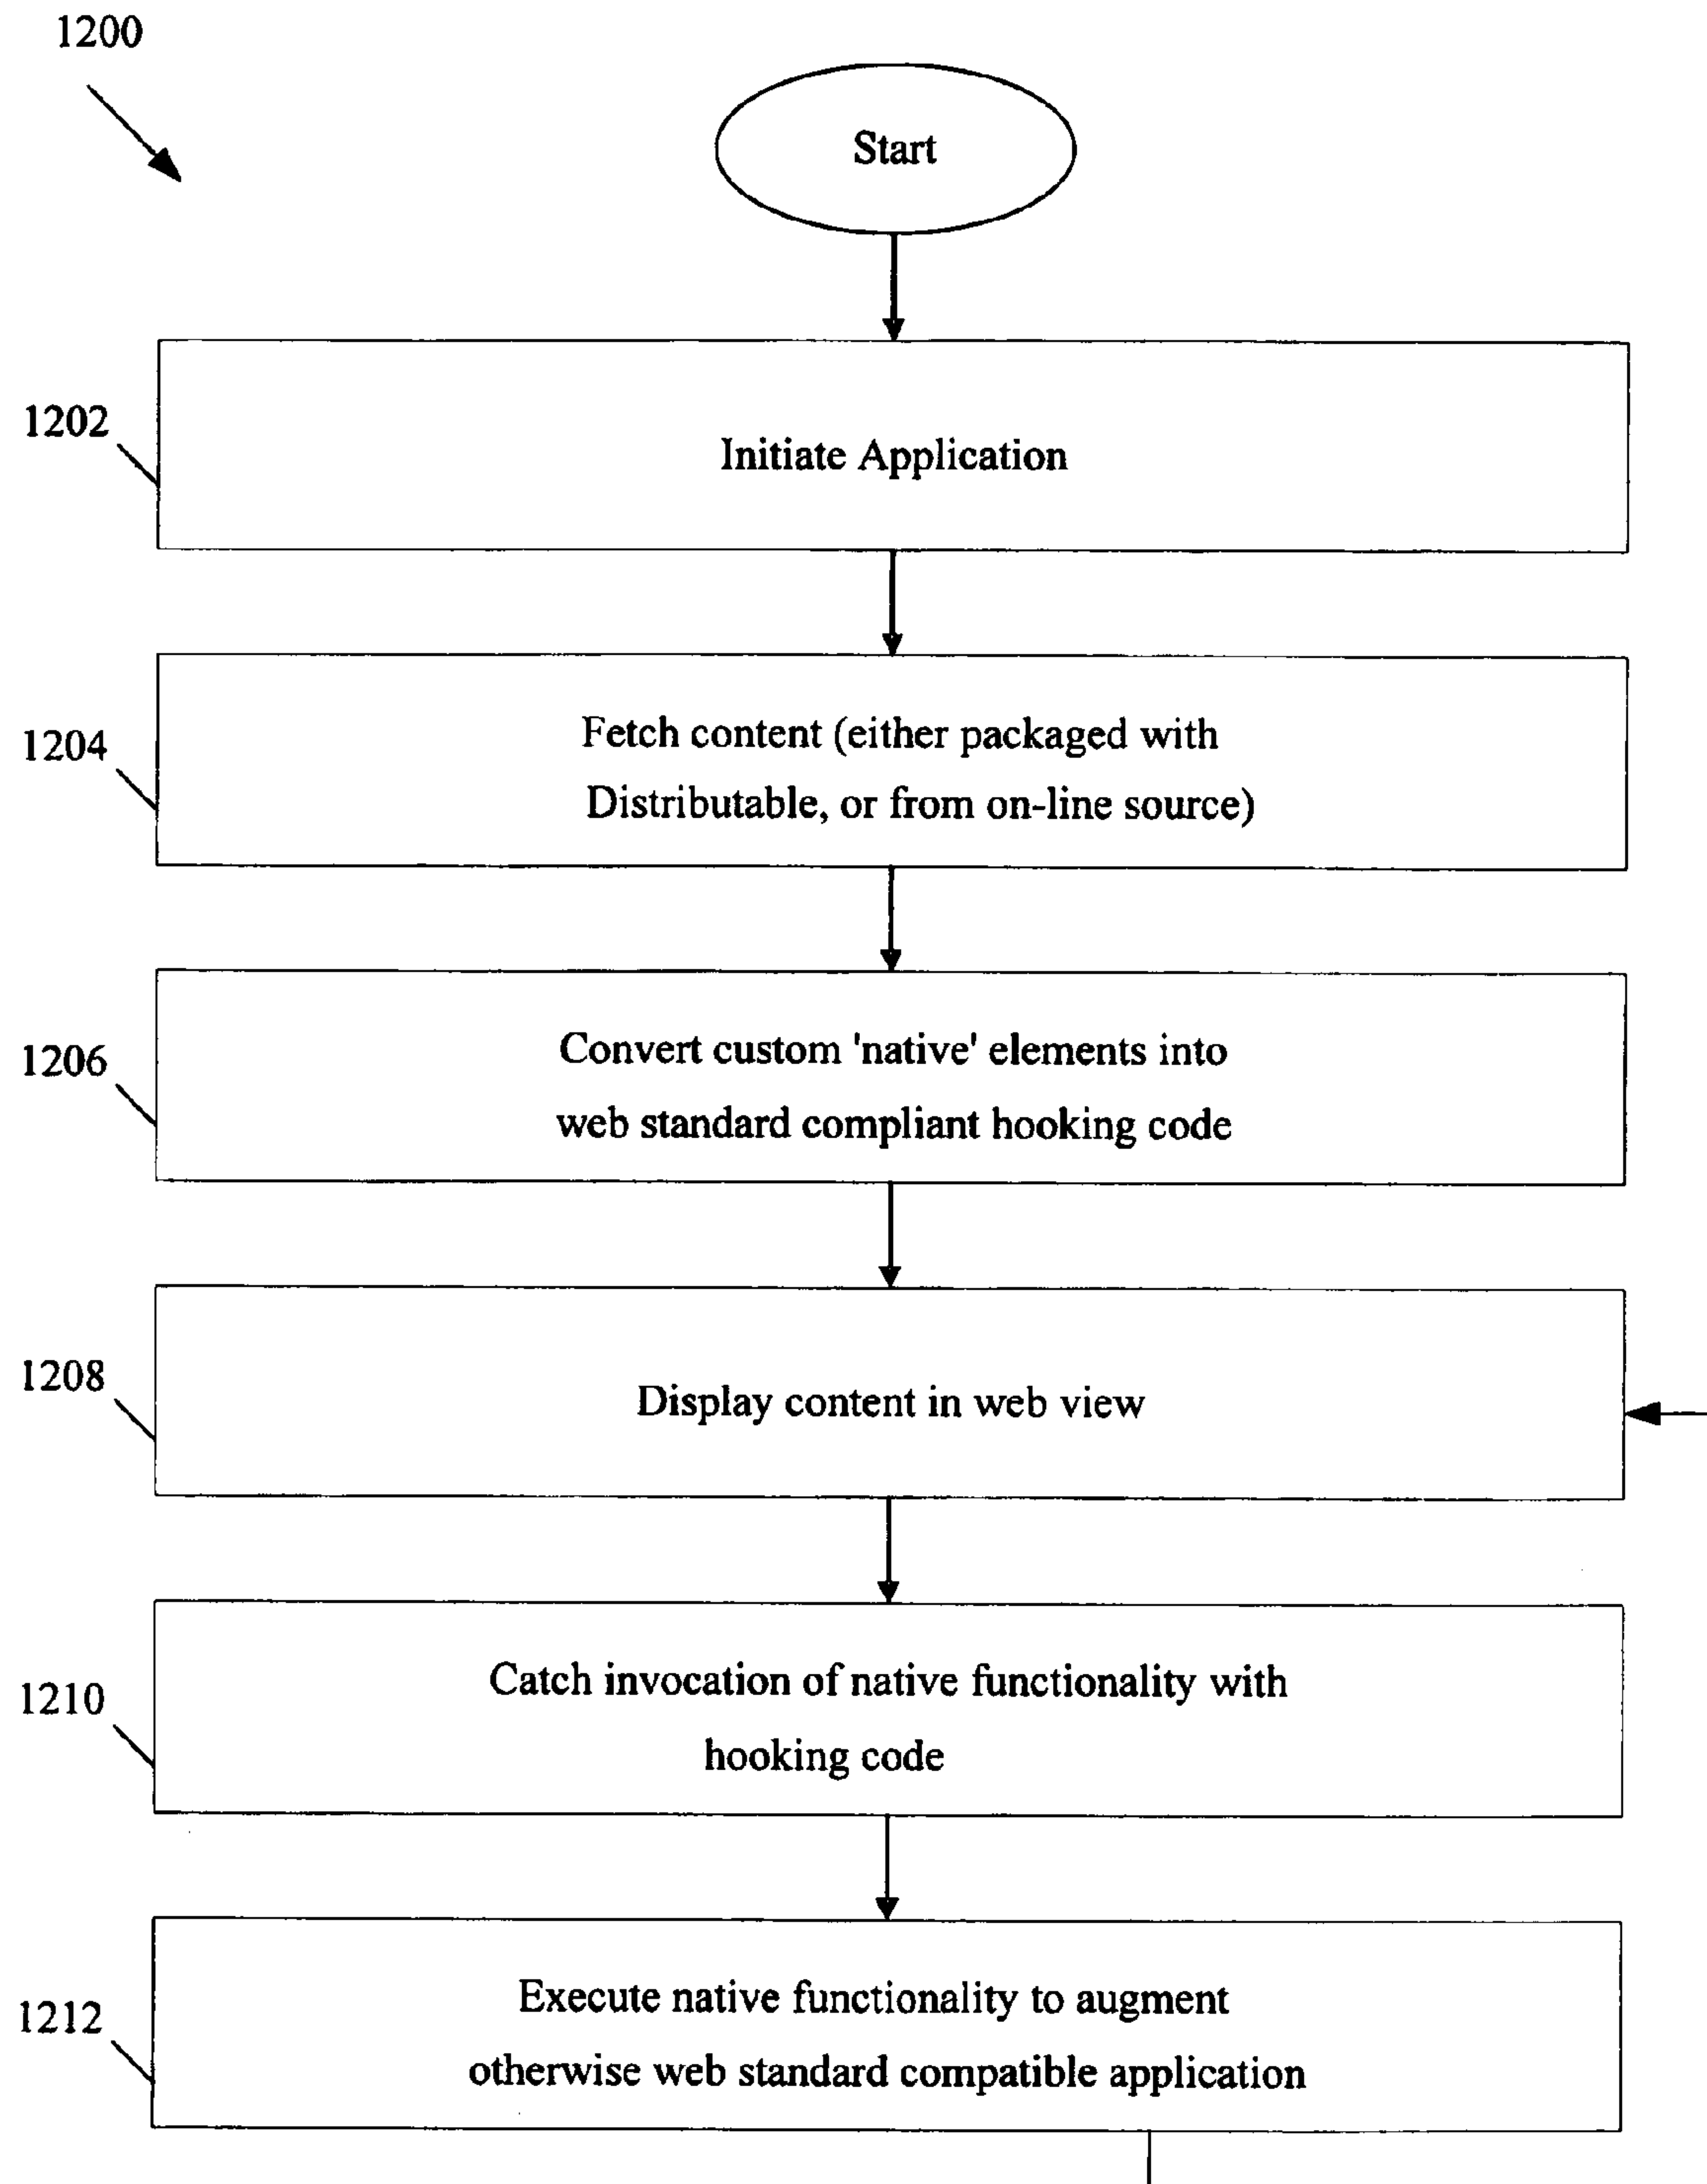 1200
Start
1202
Initiate Application
1204
Fetch content (either packaged with
Distributable, or from on-line source)
1206
Convert custom 'native' elements into
web standard compliant hooking code
1208
Display content in web view
1210
Catch invocation of native functionality with
hooking code
1212
Execute native functionality to augment
otherwise web standard compatible application